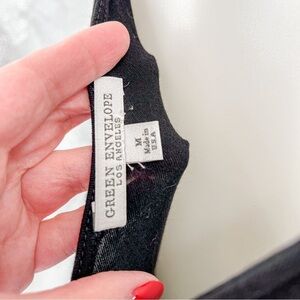 GREEN ENVELOPE
LOS ANGELES
M
Made in
U.S.A